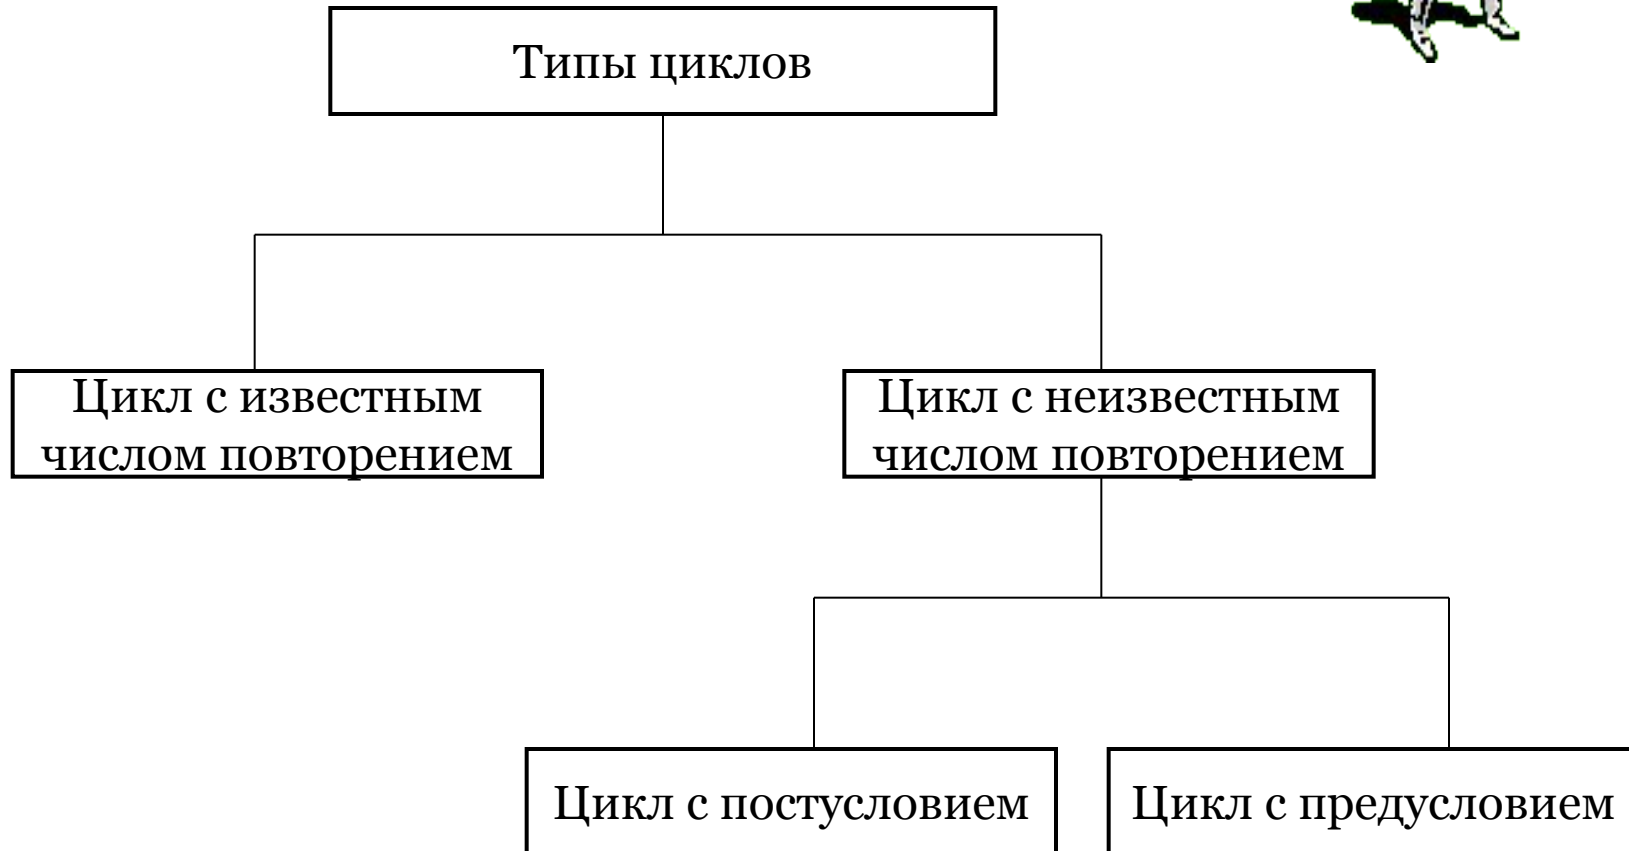 Типы циклов
Цикл с известным
числом повторением
Цикл с неизвестным
числом повторением
Цикл с постусловием
Цикл с предусловием